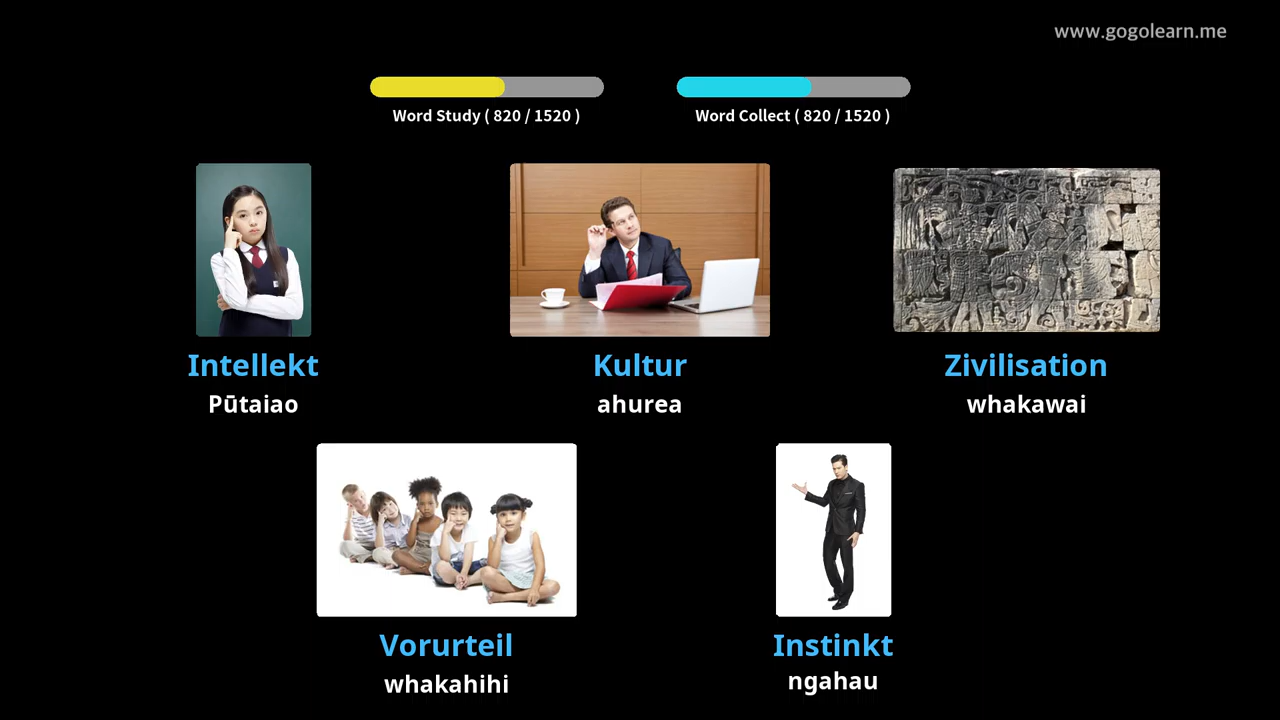 www.gogolearn.me
Word Study ( 820 / 1520 )
Word Collect ( 820 / 1520 )
Intellekt
Pūtaiao
Kultur
ahurea
Zivilisation
whakawai
Vorurteil
whakahihi
Instinkt
ngahau